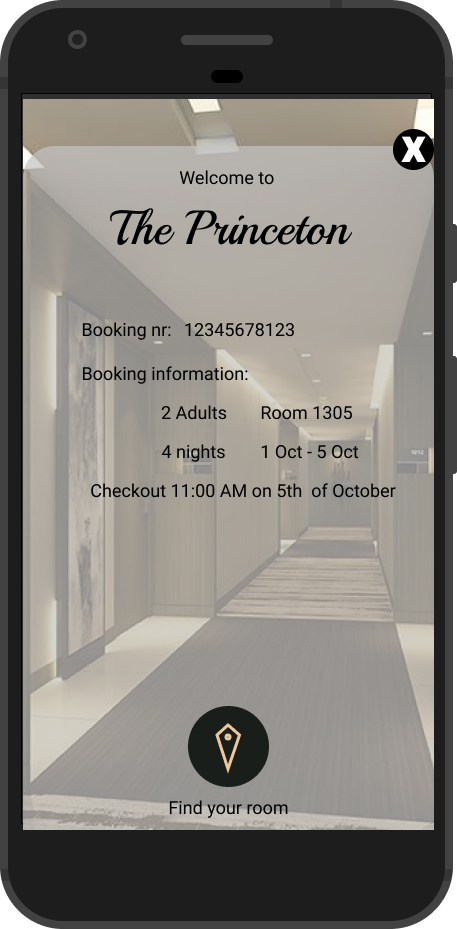 X
Welcome to
The Princeton
Booking nr: 12345678123
Booking information:
2 Adults Room 1305
4 nights 1 Oct - 5 Oct
Checkout 11:00 AM on 5th of October
Find your room